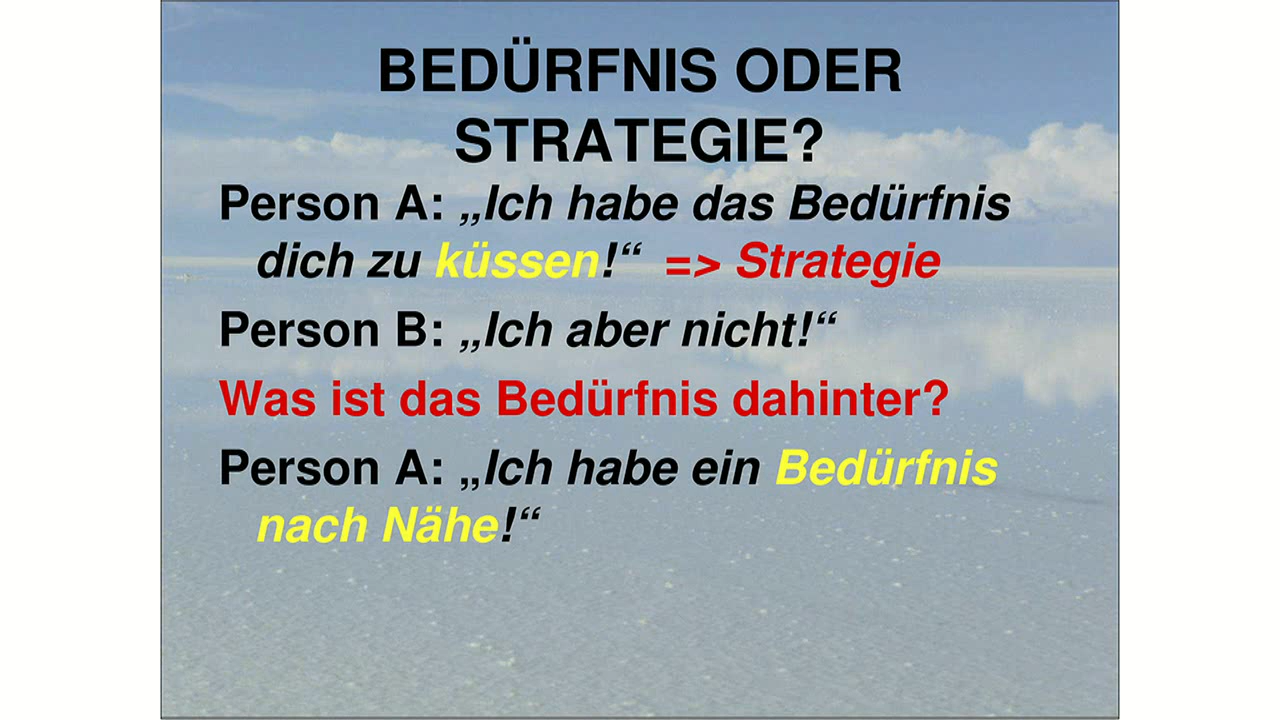 BEDÜRFNIS ODER
STRATEGIE?
Person A: „Ich habe das Bedürfnis
dich zu küssen!“ => Strategie
Person B: „Ich aber nicht!“
Was ist das Bedürfnis dahinter?
Person A: „Ich habe ein Bedürfnis
nach Nähe!“